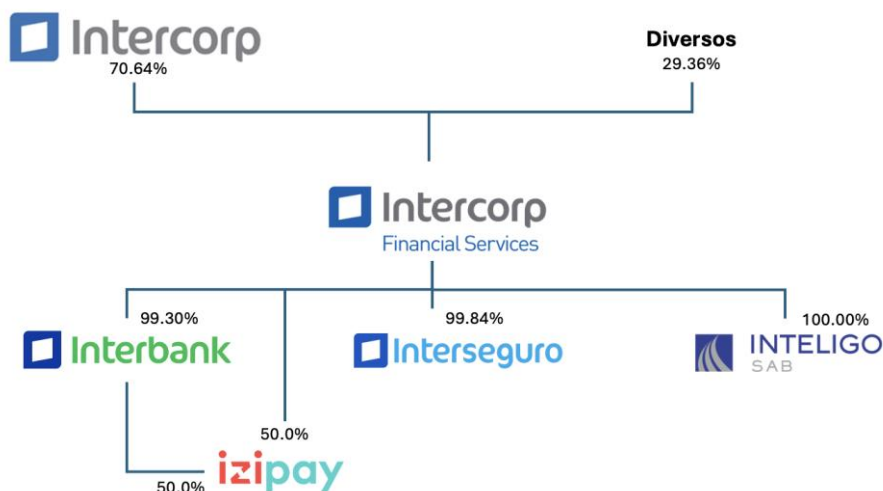 Intercorp
70.64%
Diversos
29.36%
Intercorp
Financial Services
99.30%
Interbank
99.84%
Interseguro
100.00%
INTELIGO
SAB
50.0%
izipay
50.0%